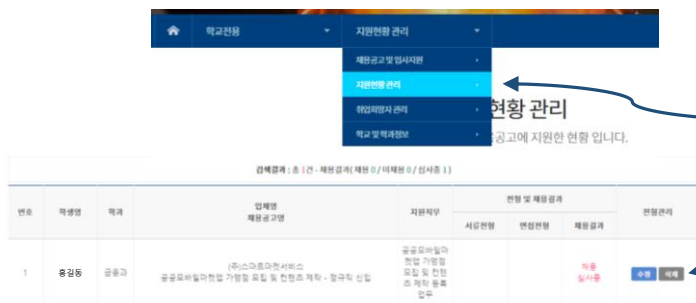 학교전용
지원현황 관리
채용공고 및 입사지원
지원현황 관리
취업희망자 관리
학교 및 학과정보
현황 관리
공고에 지원한 현황 입니다.
검색결과 : 총 1건 - 채용결과( 채용 0 / 미채용 0 / 심사중 1 )
번호
학생명
학과
업체명
채용공고명
지원직무
전형 및 채용결과
서류전형
면접전형
채용결과
전형관리
1
홍길동
금융과
(주)스마트마켓서비스
공공모바일마켓앱 가맹점 모집 및 컨텐츠 제작 - 정규직 신입
공공모바일마
켓앱 가맹점
모집 및 컨텐
츠 제작 등록
업무
채용
심사중
수정
삭제